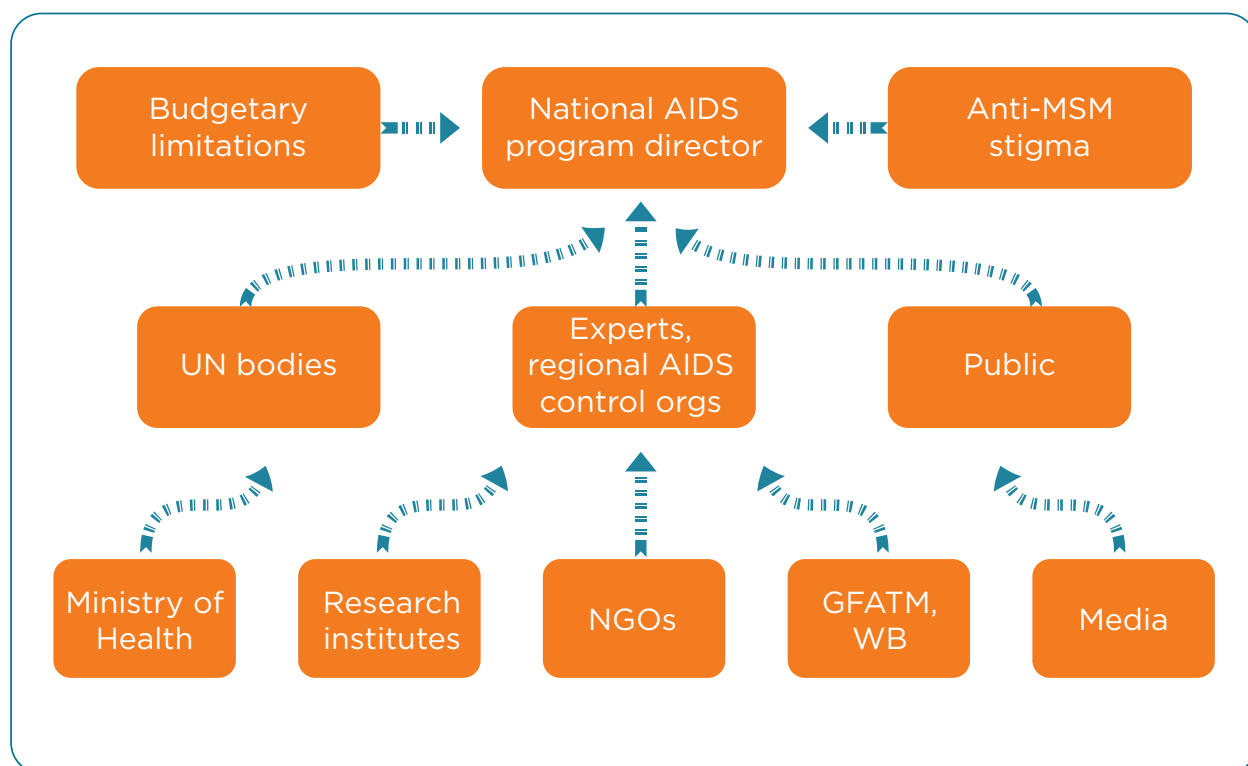 Budgetary
limitations
National AIDS
program director
Anti-MSM
stigma
UN bodies
Experts,
regional AIDS
control orgs
Public
Ministry of
Health
Research
institutes
NGOs
GFATM,
WB
Media